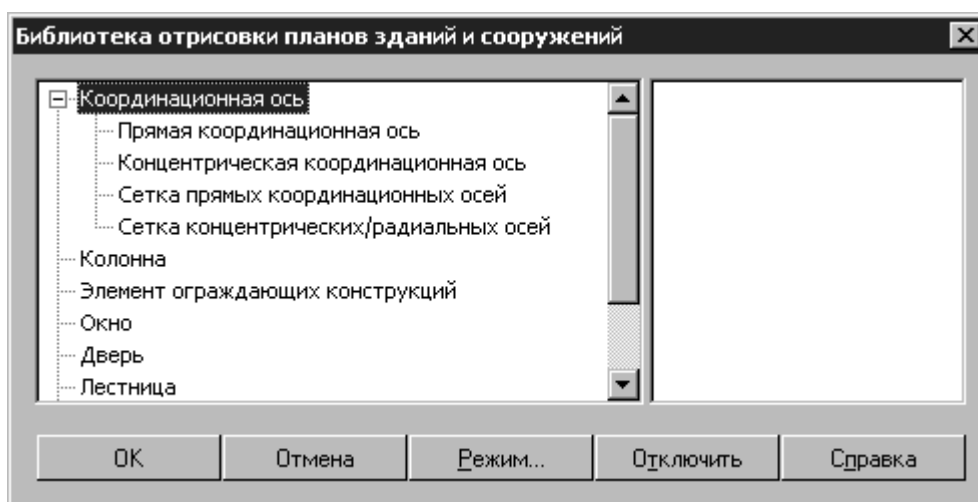 Библиотека отрисовки планов зданий и сооружений
Координационная ось
Прямая координационная ось
Концентрическая координационная ось
Сетка прямых координационных осей
Сетка концентрических/радиальных осей
Колонна
Элемент ограждающих конструкций
Окно
Дверь
Лестница
OK Отмена Режим... Отключить Справка